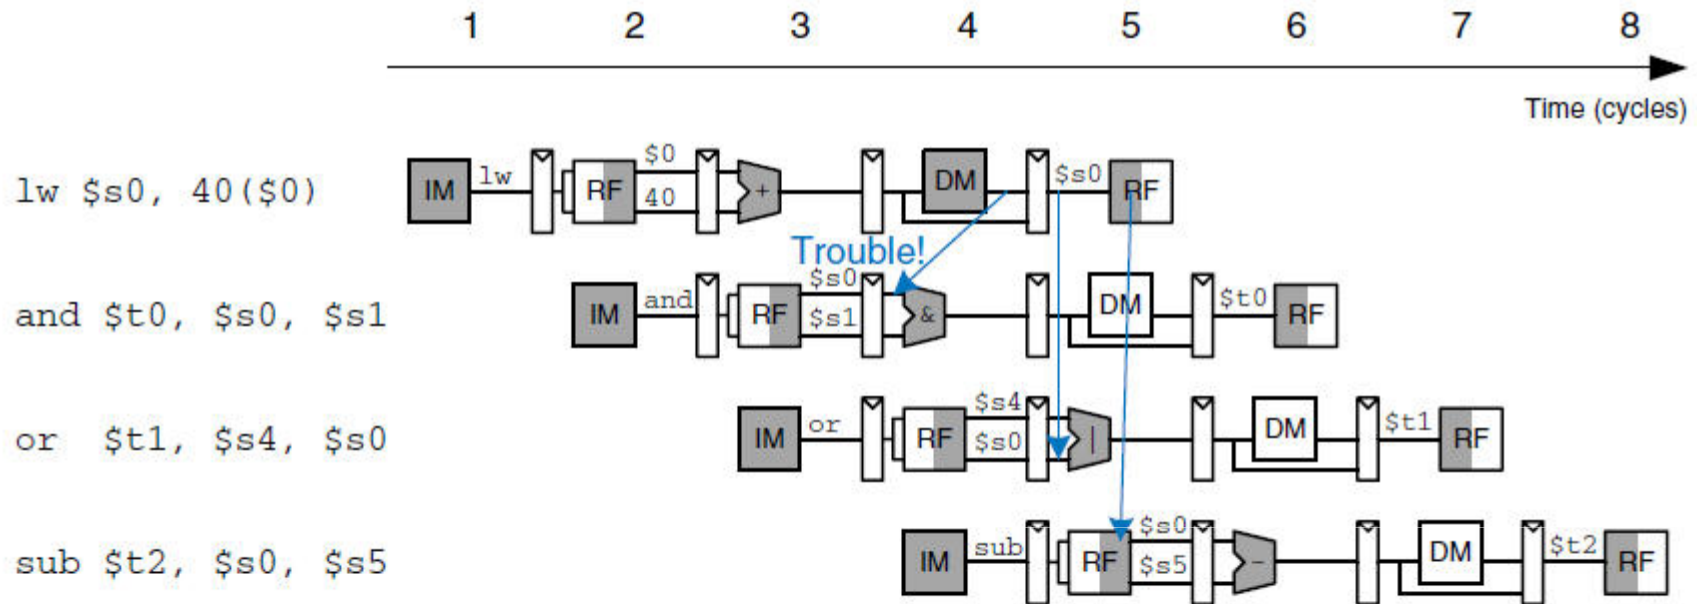 1 2 3 4 5 6 7 8
Time (cycles)
lw $s0, 40($0) IM lw RF $0 40 + DM $s0 RF
Trouble!
and $t0, $s0, $s1 IM and RF $s0 $s1 & DM $t0 RF
or $t1, $s4, $s0 IM or RF $s4 $s0 | DM $t1 RF
sub $t2, $s0, $s5 IM sub RF $s0 $s5 - DM $t2 RF